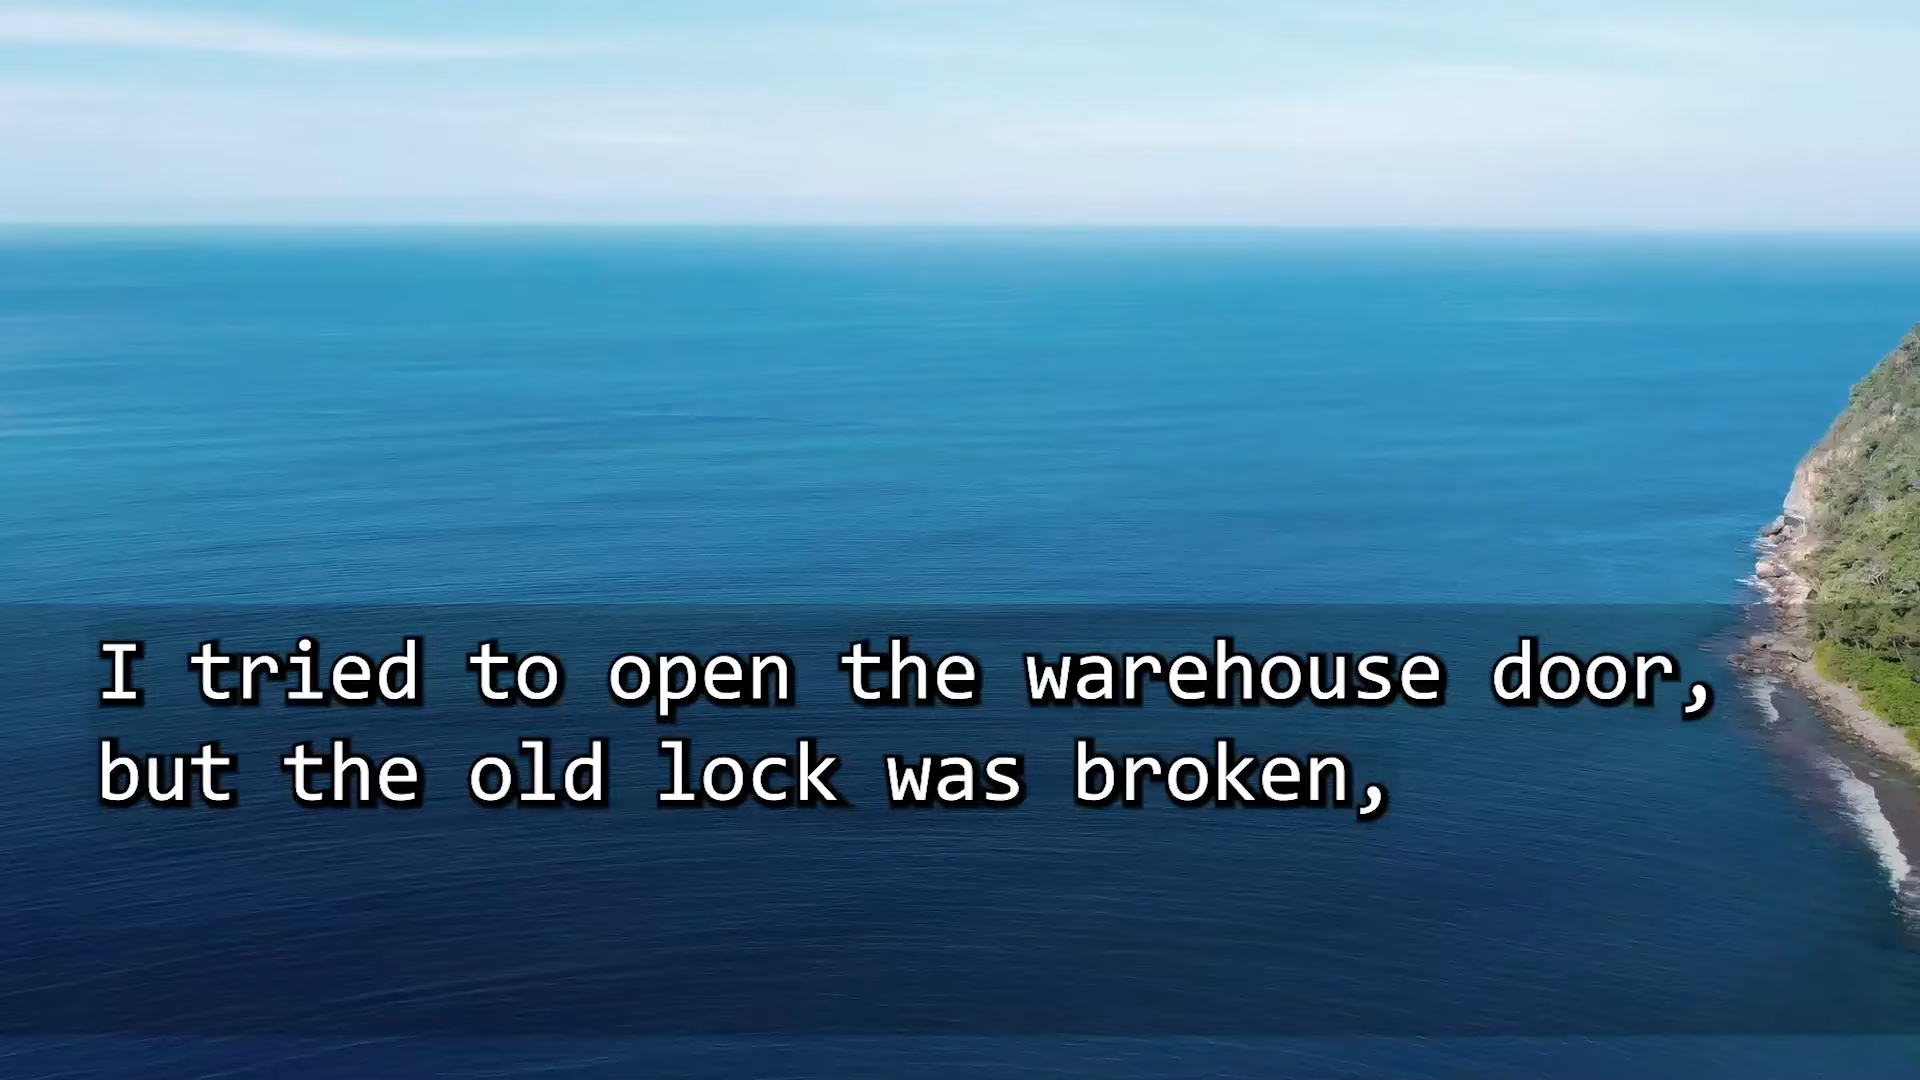 I tried to open the warehouse door,
but the old lock was broken,